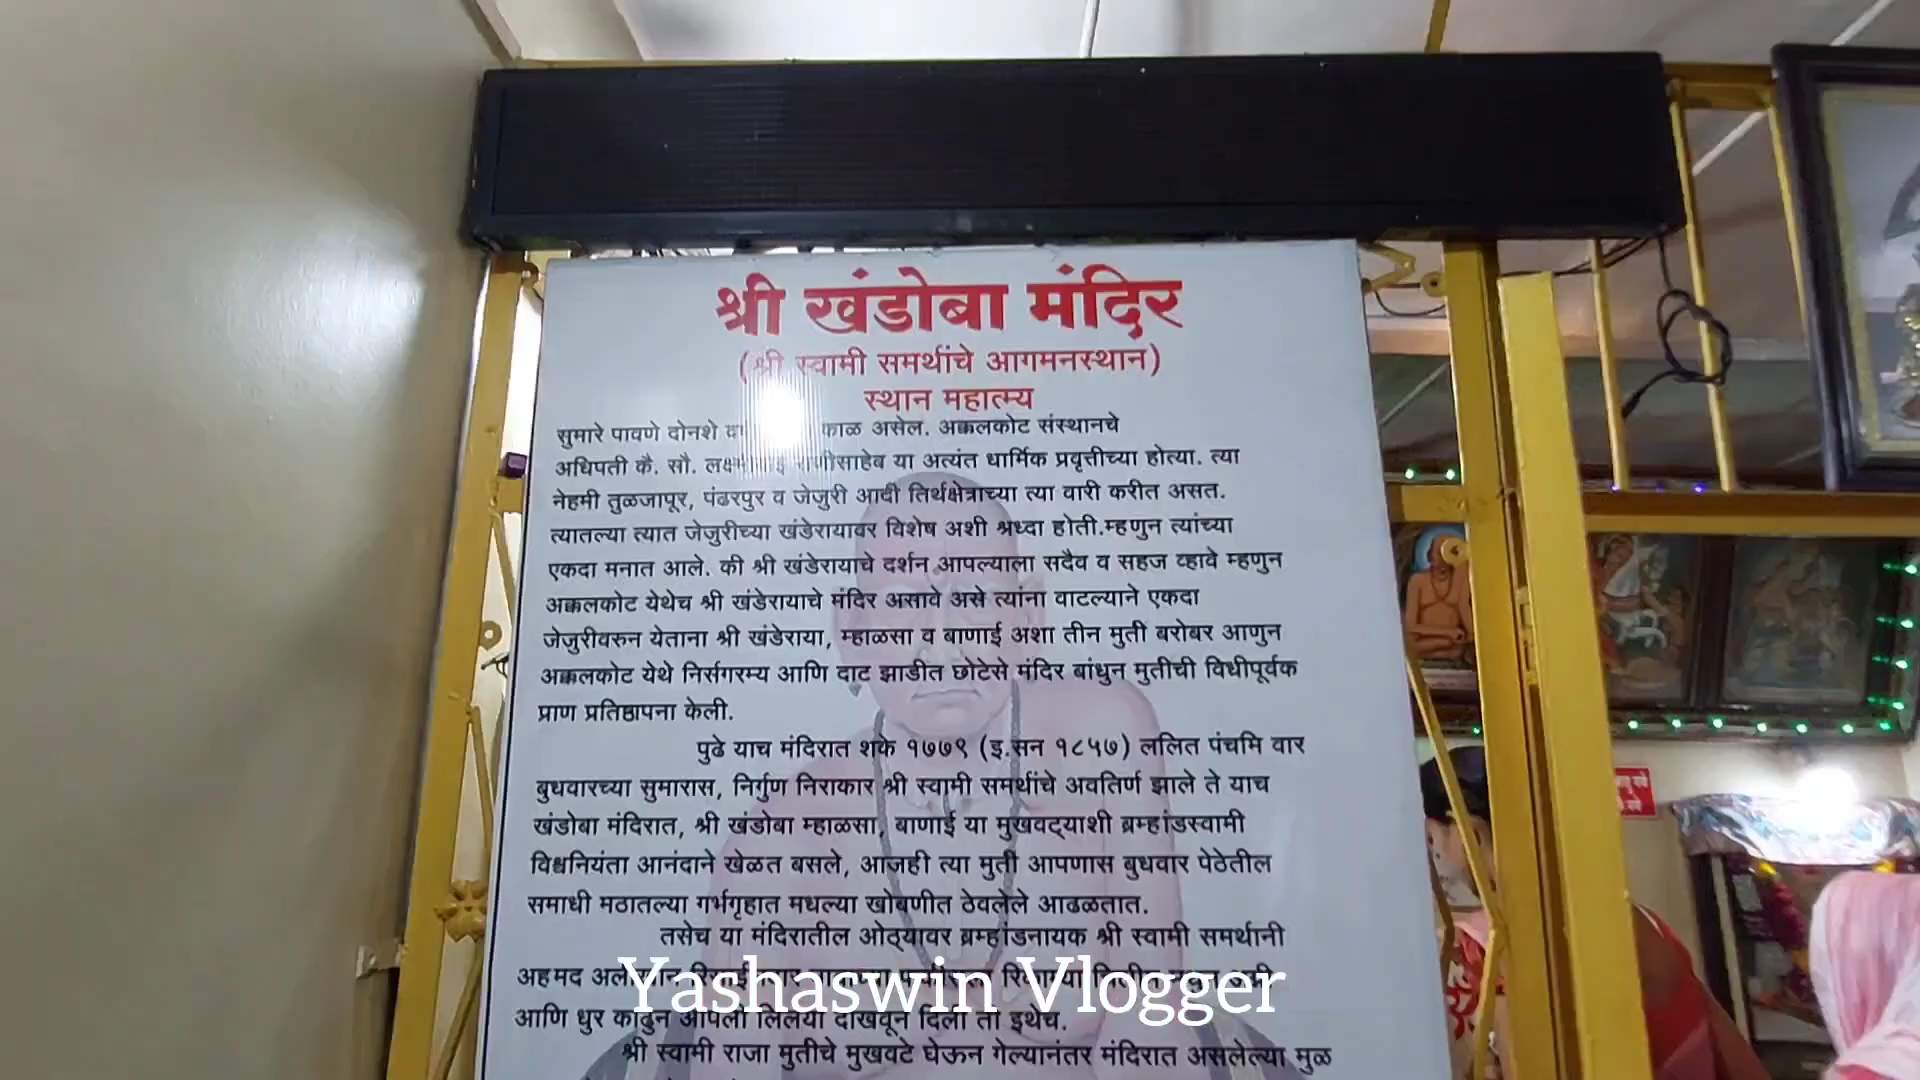 श्री खंडोबा मंदिर
(श्री स्वामी समर्थांचे आगमनस्थान)
स्थान महात्म्य
सुमारे पावणे दोनशे काळ असेल. अक्कलकोट संस्थानचे
अधिपती कै. सौ. लक्ष्मीबाई राणीसाहेब या अत्यंत धार्मिक प्रवृत्तीच्या होत्या. त्या
नेहमी तुळजापूर, पंढरपुर व जेजुरी आदी तिर्थक्षेत्राच्या त्या वारी करीत असत.
त्यातल्या त्यात जेजुरीच्या खंडेरायावर विशेष अशी श्रध्दा होती.म्हणुन त्यांच्या
एकदा मनात आले. की श्री खंडेरायाचे दर्शन आपल्याला सदैव व सहज व्हावे म्हणुन
अक्कलकोट येथेच श्री खंडेरायाचे मंदिर असावे असे त्यांना वाटल्याने एकदा
जेजुरीवरुन येताना श्री खंडेराया, म्हाळसा व बाणाई अशा तीन मुर्ती बरोबर आणुन
अक्कलकोट येथे निर्सगरम्य आणि दाट झाडीत छोटेसे मंदिर बांधुन मुर्तीची विधीपूर्वक
प्राण प्रतिष्ठापना केली.
पुढे याच मंदिरात शके १७७९ (इ.सन १८५७) ललित पंचमि वार
बुधवारच्या सुमारास, निर्गुण निराकार श्री स्वामी समर्थांचे अवतिर्ण झाले ते याच
खंडोबा मंदिरात, श्री खंडोबा म्हाळसा, बाणाई या मुखवट्याशी ब्रम्हांडस्वामी
विश्वनियंता आनंदाने खेळत बसले, आजही त्या मुर्ती आपणास बुधवार पेठेतील
समाधी मठातल्या गर्भगृहात मधल्या खोबणीत ठेवलेले आढळतात.
तसेच या मंदिरातील ओट्यावर ब्रम्हांडनायक श्री स्वामी समर्थानी
अहमद
आणि धुर काढुन आपली लिलया दाखवून दिली ती इथेच.
श्री स्वामी राजा मुर्तीचे मुखवटे घेऊन गेल्यानंतर मंदिरात असलेल्या मुळ
Yashaswin Vlogger